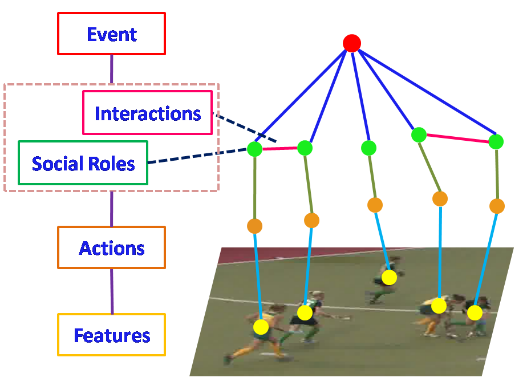 Event
Interactions
Social Roles
Actions
Features